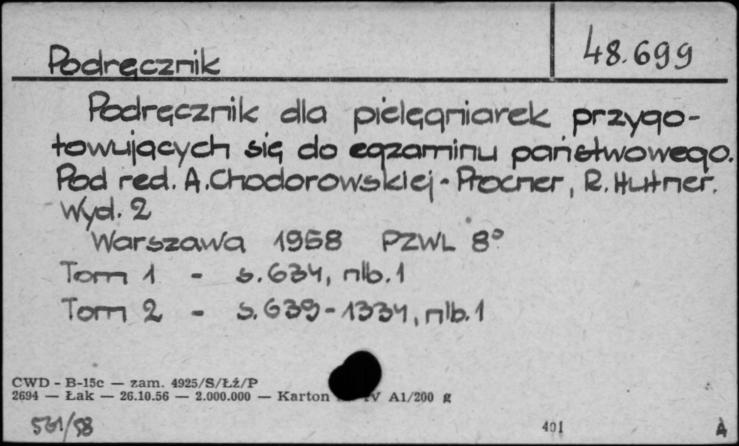 48.699
Podręcznik
Podręcznik dla pielęgniarek przygo-
towujących się do egzaminu państwowego.
Pod red. A.Chodorowskiej-Procner, R.Hutner.
Wyd. 2
Warszawa 1958 PZWL 8°
Tom 1 - s.634, nlb.1
Tom 2 - s.639-1334, nlb.1
CWD - B-15c — zam. 4925/S/Łż/P
2694 — Łak — 26.10.56 — 2.000.000 — Karton IV A1/200 g
561/58 401 A